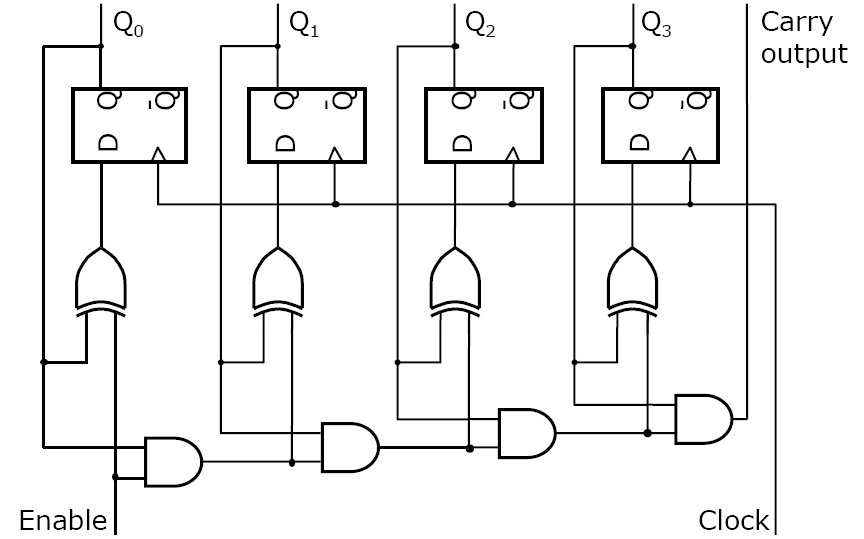 Q0 Q1 Q2 Q3 Carry
output
Q Q Q Q Q Q Q Q
D D D D
Enable Clock